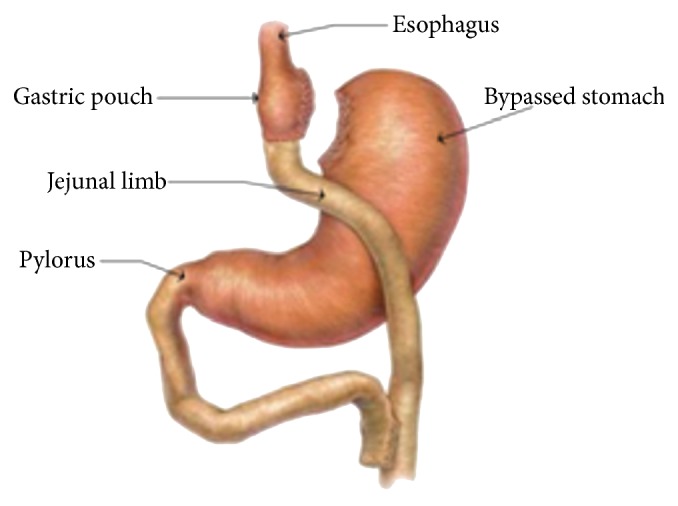 Esophagus
Gastric pouch
Bypassed stomach
Jejunal limb
Pylorus